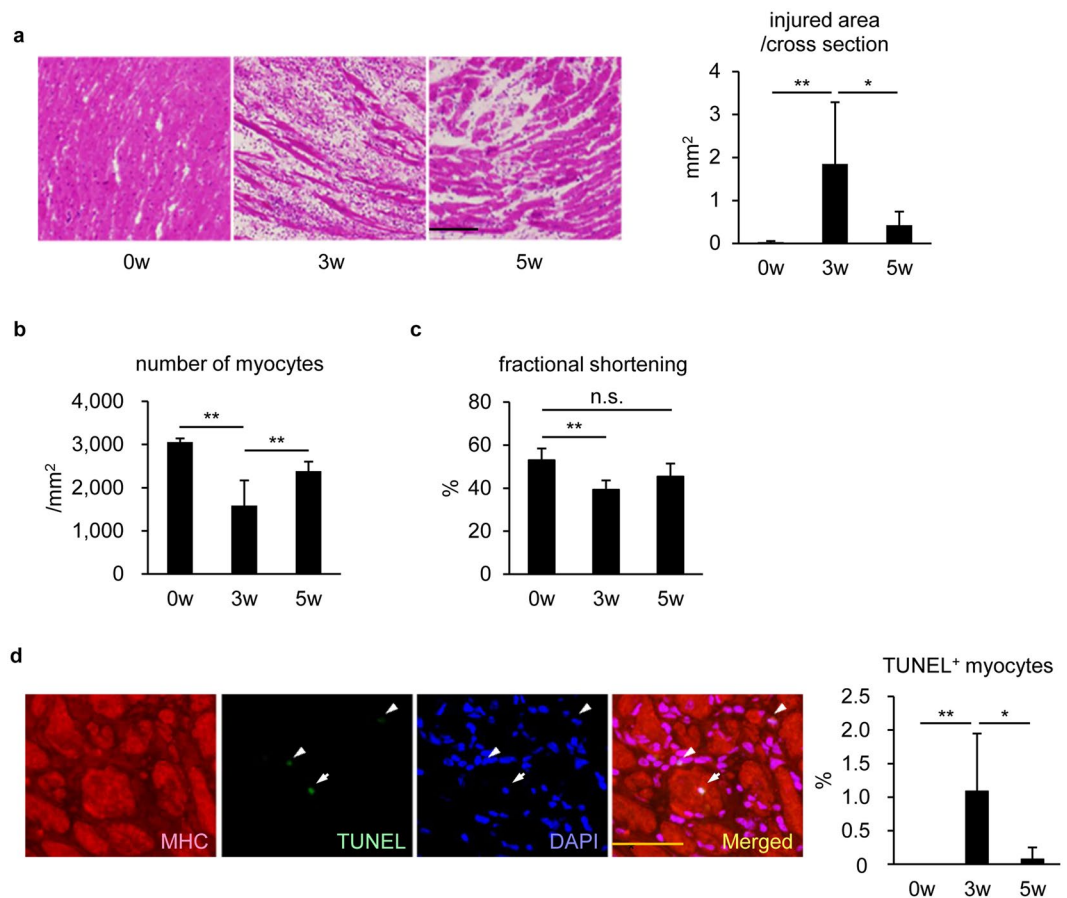 a
injured area
/cross section
mm²
4
3
2
1
0
**
*
0w
3w
5w
0w
3w
5w
b
number of myocytes
/mm²
4,000
3,000
2,000
1,000
0
**
**
0w
3w
5w
c
fractional shortening
%
80
60
40
20
0
n.s.
**
0w
3w
5w
d
MHC
TUNEL
DAPI
Merged
TUNEL⁺ myocytes
%
2.5
2.0
1.5
1.0
0.5
0
**
*
0w
3w
5w